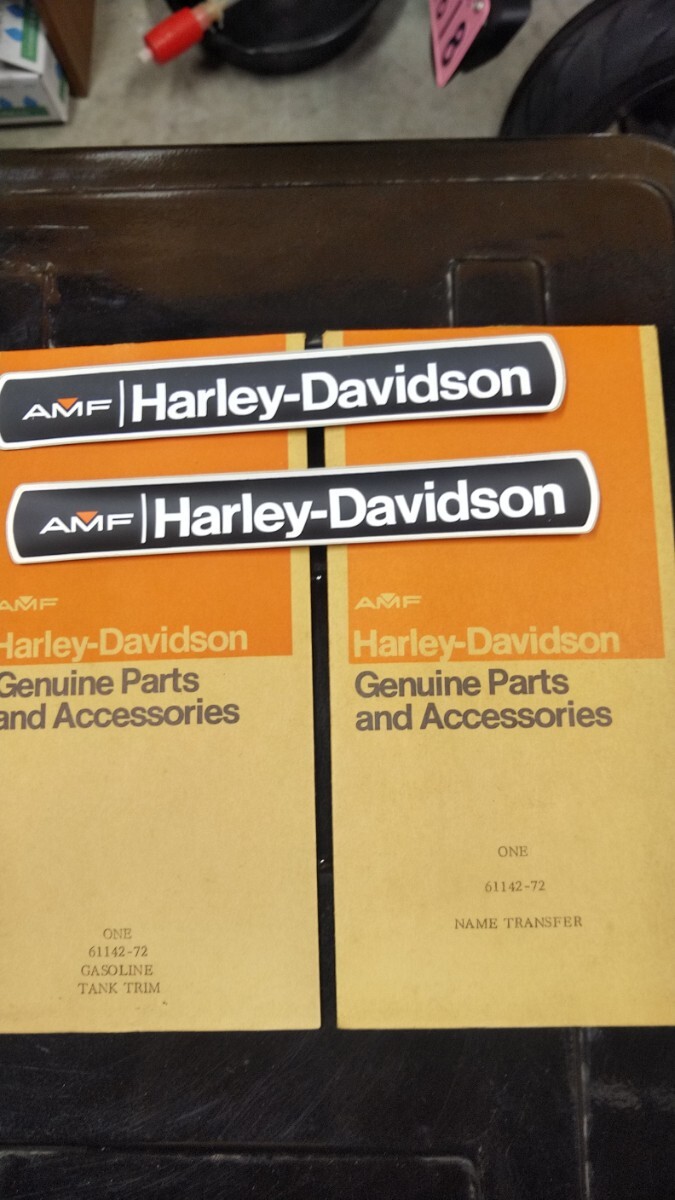 AMF | Harley-Davidson
AMF | Harley-Davidson
AMF
Harley-Davidson
Genuine Parts
and Accessories
ONE
61142-72
GASOLINE
TANK TRIM
AMF
Harley-Davidson
Genuine Parts
and Accessories
ONE
61142-72
NAME TRANSFER